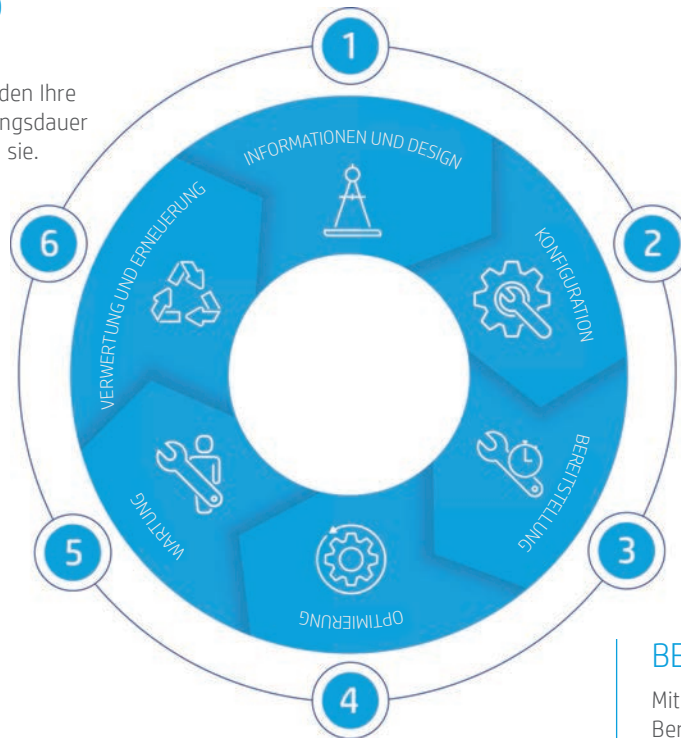 den Ihre
ngsdauer
sie.
1
INFORMATIONEN UND DESIGN
2
KONFIGURATION
3
BEREITSTELLUNG
4
OPTIMIERUNG
5
WARTUNG
6
VERWERTUNG UND ERNEUERUNG
BE
Mit
Ber